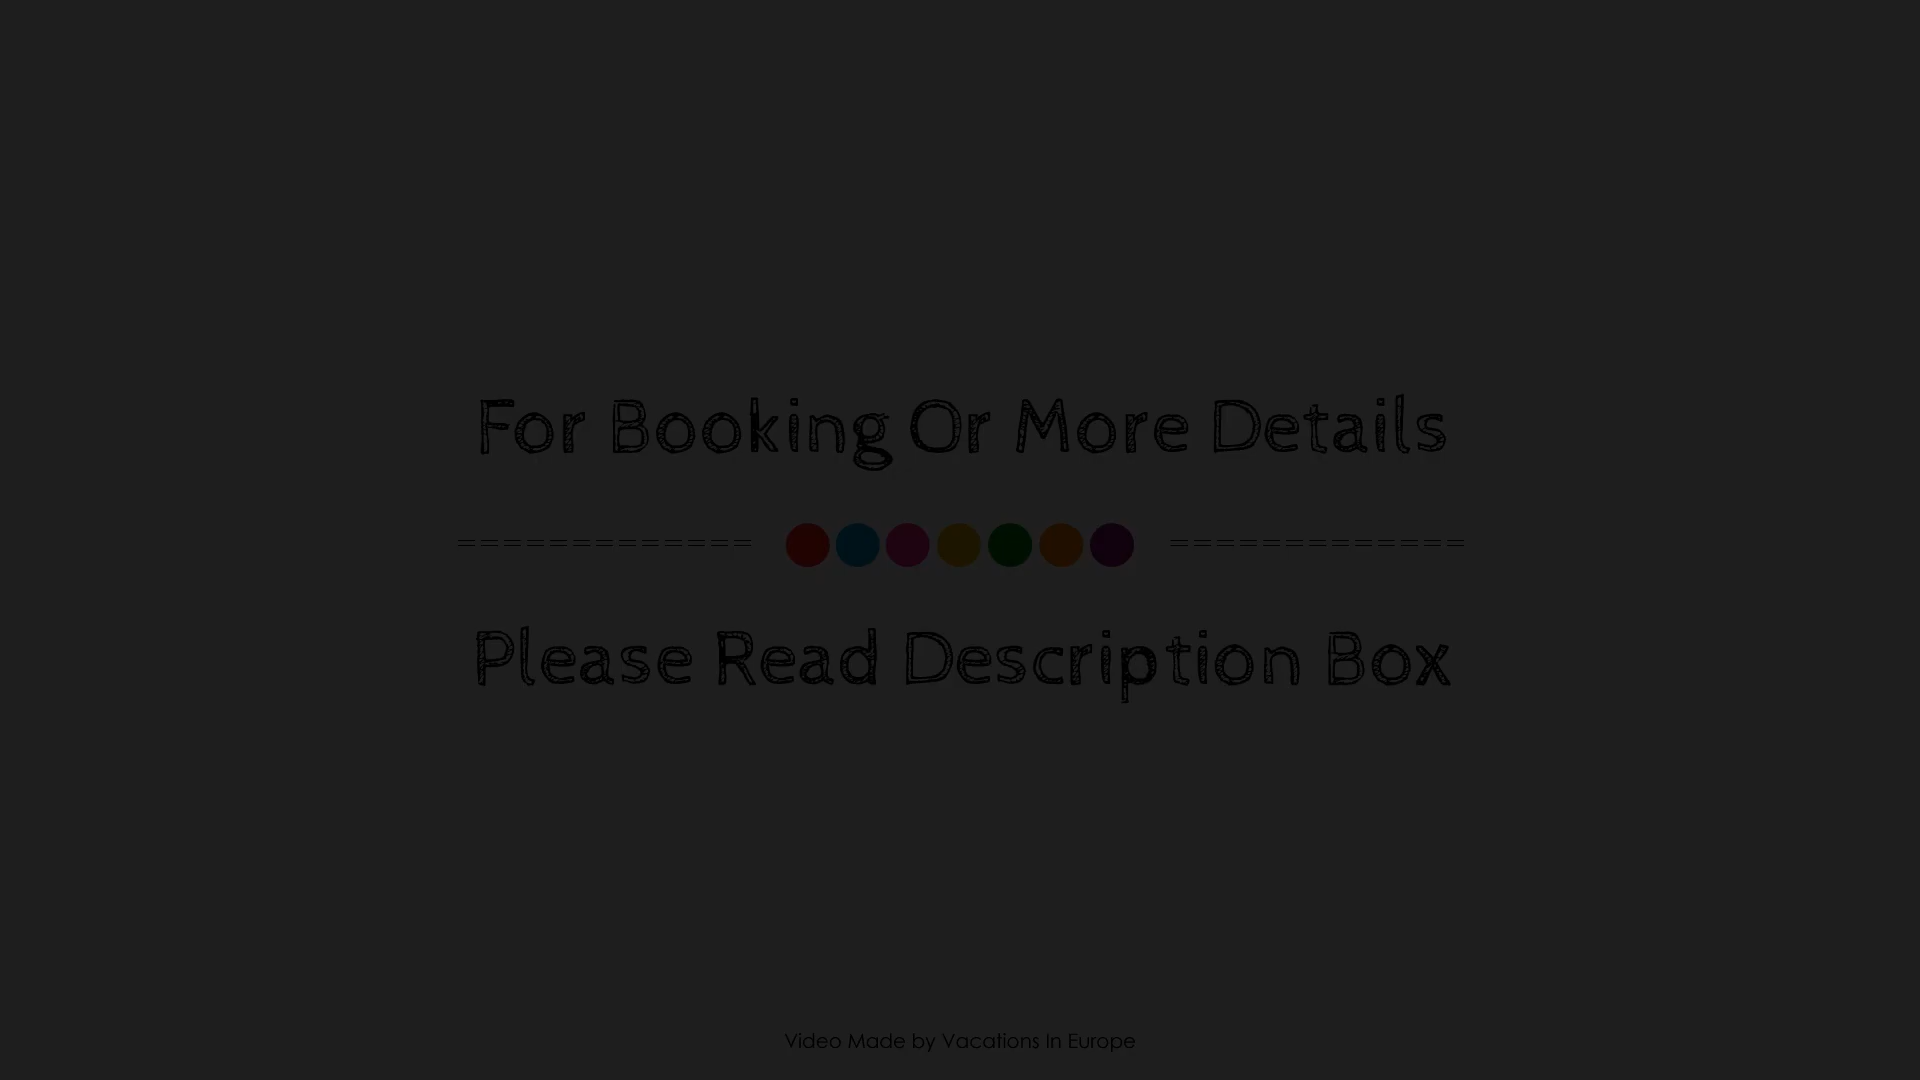 For Booking Or More Details
============= =============
Please Read Description Box
Video Made by Vacations In Europe